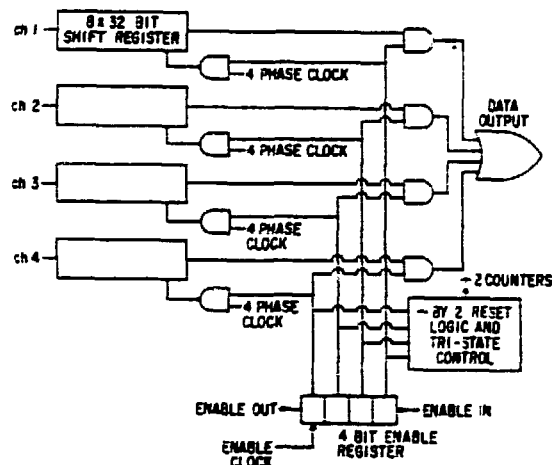 ch 1
8 x 32 BIT
SHIFT REGISTER
4 PHASE CLOCK
ch 2
4 PHASE CLOCK
DATA
OUTPUT
ch 3
4 PHASE
CLOCK
ch 4
4 PHASE
CLOCK
÷ 2 COUNTERS
÷ BY 2 RESET
LOGIC AND
TRI-STATE
CONTROL
ENABLE OUT
ENABLE IN
ENABLE
CLOCK
4 BIT ENABLE
REGISTER